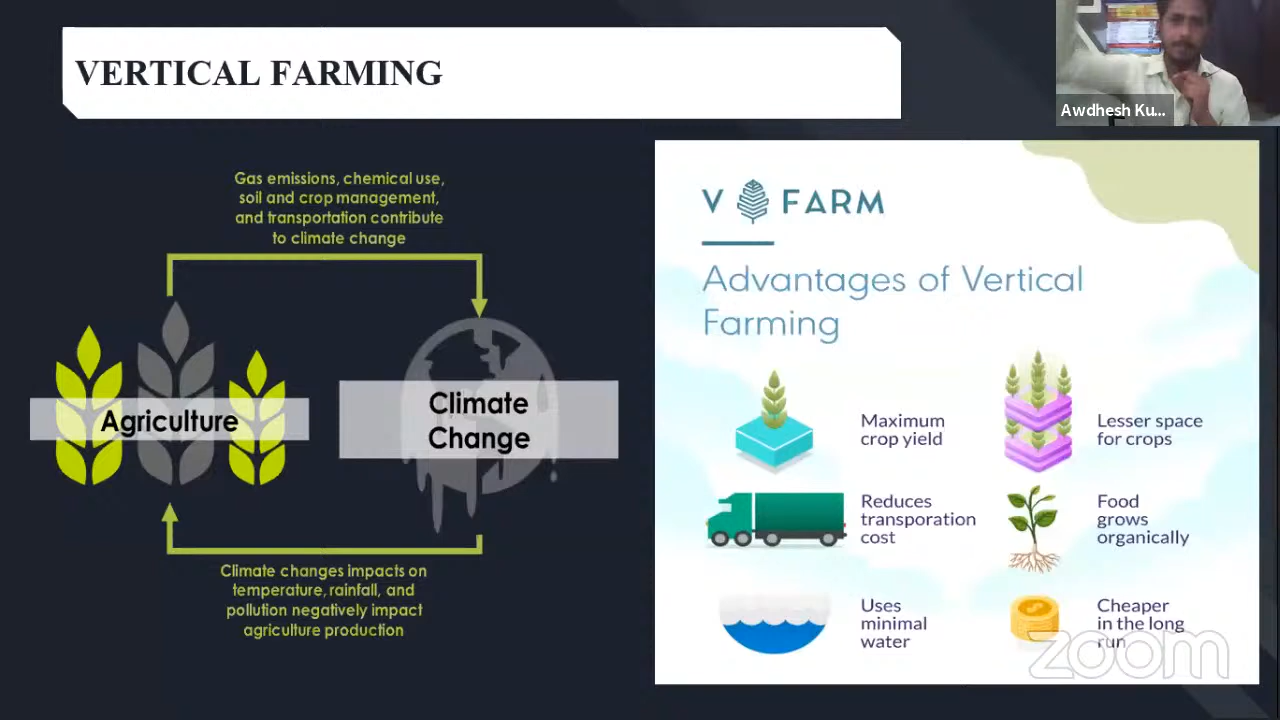 VERTICAL FARMING
Awdhesh Ku...
Gas emissions, chemical use,
soil and crop management,
and transportation contribute
to climate change
Agriculture
Climate
Change
Climate changes impacts on
temperature, rainfall, and
pollution negatively impact
agriculture production
V FARM
Advantages of Vertical
Farming
Maximum
crop yield
Lesser space
for crops
Reduces
transporation
cost
Food
grows
organically
Uses
minimal
water
Cheaper
in the long
run
zoom